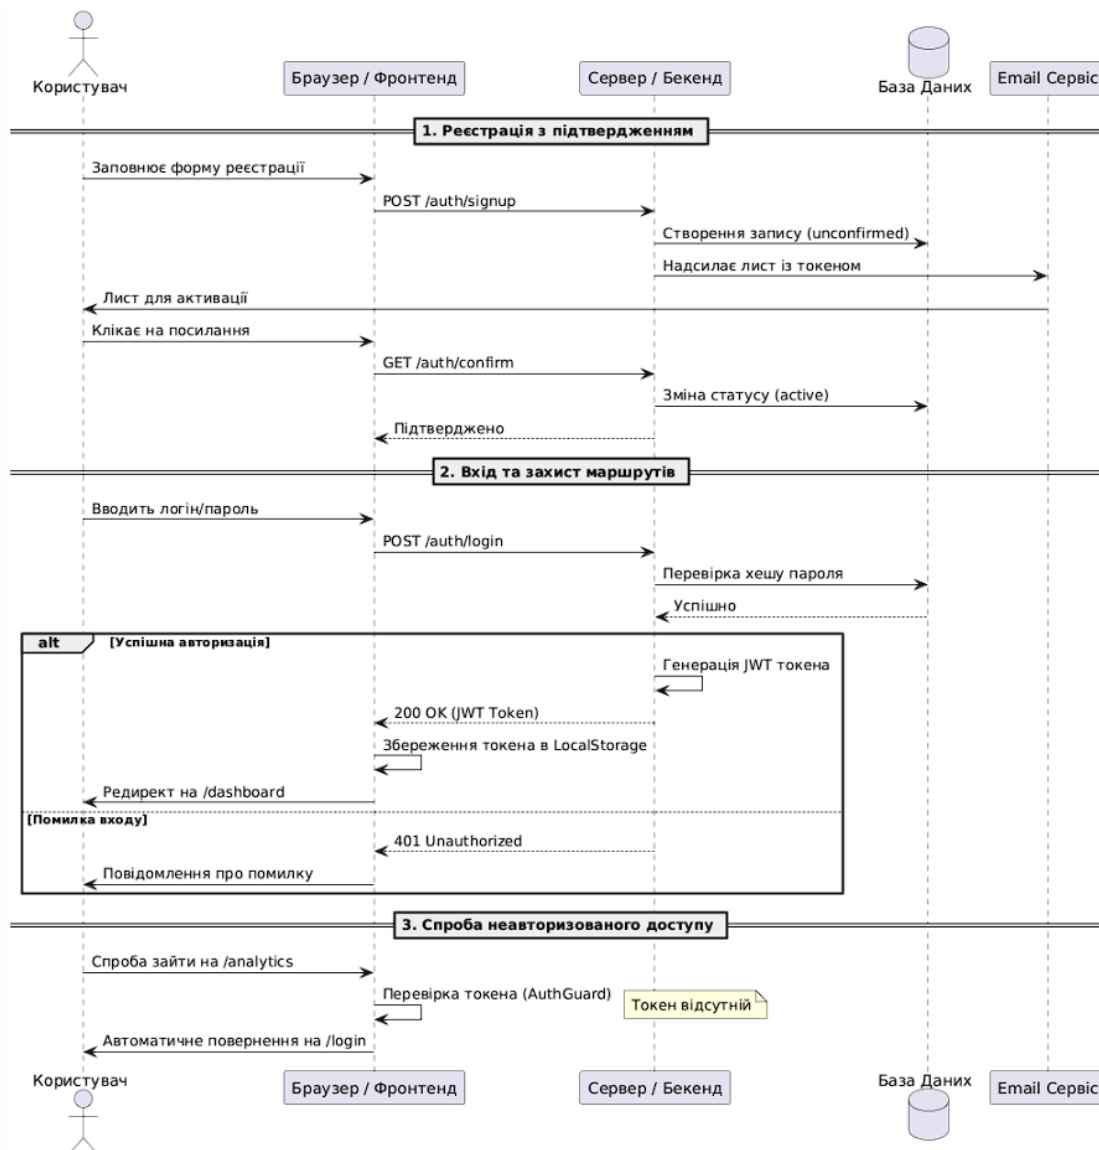 Користувач
Браузер / Фронтенд
Сервер / Бекенд
База Даних
Email Сервіс
1. Реєстрація з підтвердженням
Заповнює форму реєстрації
POST /auth/signup
Створення запису (unconfirmed)
Надсилає лист із токеном
Лист для активації
Клікає на посилання
GET /auth/confirm
Зміна статусу (active)
Підтверджено
2. Вхід та захист маршрутів
Вводить логін/пароль
POST /auth/login
Перевірка хешу пароля
Успішно
alt [Успішна авторизація]
Генерація JWT токена
200 OK (JWT Token)
Збереження токена в LocalStorage
Редирект на /dashboard
[Помилка входу]
401 Unauthorized
Повідомлення про помилку
3. Спроба неавторизованого доступу
Спроба зайти на /analytics
Перевірка токена (AuthGuard)
Токен відсутній
Автоматичне повернення на /login
Користувач
Браузер / Фронтенд
Сервер / Бекенд
База Даних
Email Сервіс